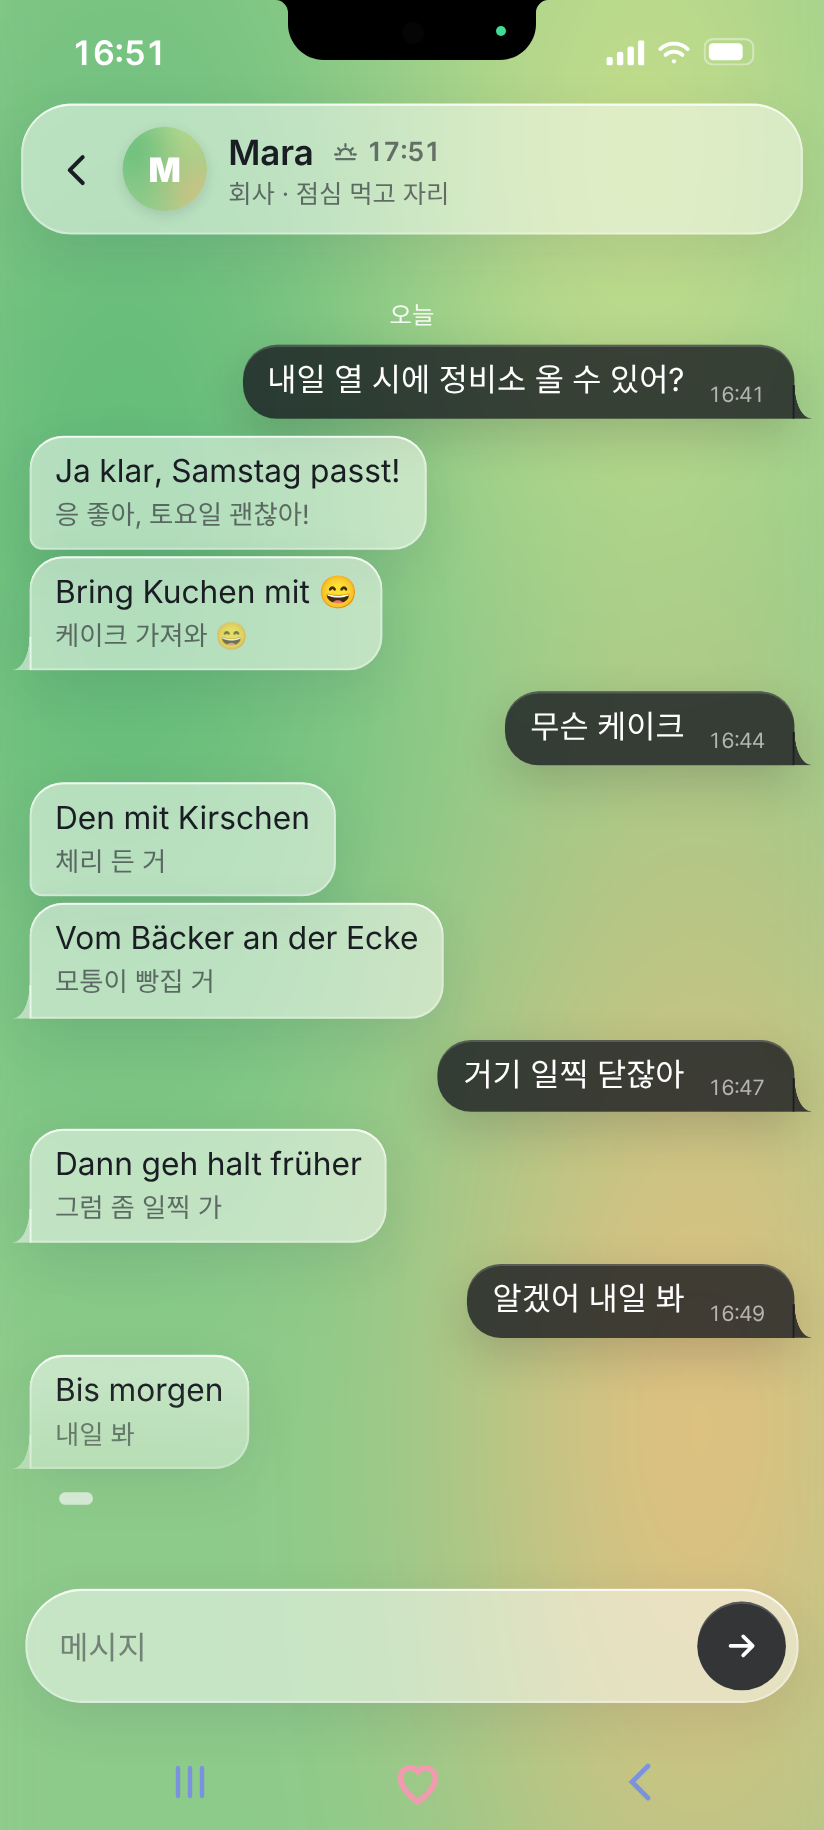 16:51
M
Mara 17:51
회사 · 점심 먹고 자리
오늘
내일 열 시에 정비소 올 수 있어? 16:41
Ja klar, Samstag passt!
응 좋아, 토요일 괜찮아!
Bring Kuchen mit 😄
케이크 가져와 😄
무슨 케이크 16:44
Den mit Kirschen
체리 든 거
Vom Bäcker an der Ecke
모퉁이 빵집 거
거기 일찍 닫잖아 16:47
Dann geh halt früher
그럼 좀 일찍 가
알겠어 내일 봐 16:49
Bis morgen
내일 봐
메시지